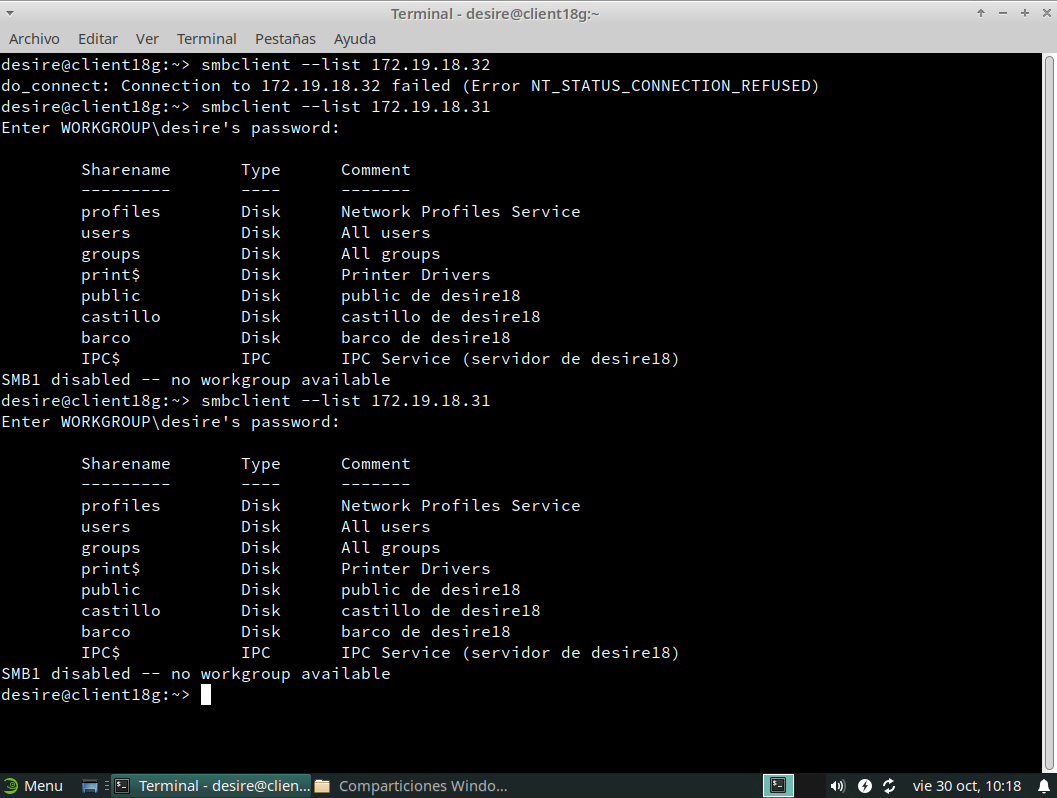 Terminal - desire@client18g:~
Archivo Editar Ver Terminal Pestañas Ayuda
desire@client18g:~> smbclient --list 172.19.18.32
do_connect: Connection to 172.19.18.32 failed (Error NT_STATUS_CONNECTION_REFUSED)
desire@client18g:~> smbclient --list 172.19.18.31
Enter WORKGROUP\desire's password:
Sharename Type Comment
--------- ---- -------
profiles Disk Network Profiles Service
users Disk All users
groups Disk All groups
print$ Disk Printer Drivers
public Disk public de desire18
castillo Disk castillo de desire18
barco Disk barco de desire18
IPC$ IPC IPC Service (servidor de desire18)
SMB1 disabled -- no workgroup available
desire@client18g:~> smbclient --list 172.19.18.31
Enter WORKGROUP\desire's password:
Sharename Type Comment
--------- ---- -------
profiles Disk Network Profiles Service
users Disk All users
groups Disk All groups
print$ Disk Printer Drivers
public Disk public de desire18
castillo Disk castillo de desire18
barco Disk barco de desire18
IPC$ IPC IPC Service (servidor de desire18)
SMB1 disabled -- no workgroup available
desire@client18g:~>
Menu Terminal - desire@clien... Comparticiones Windo... vie 30 oct, 10:18